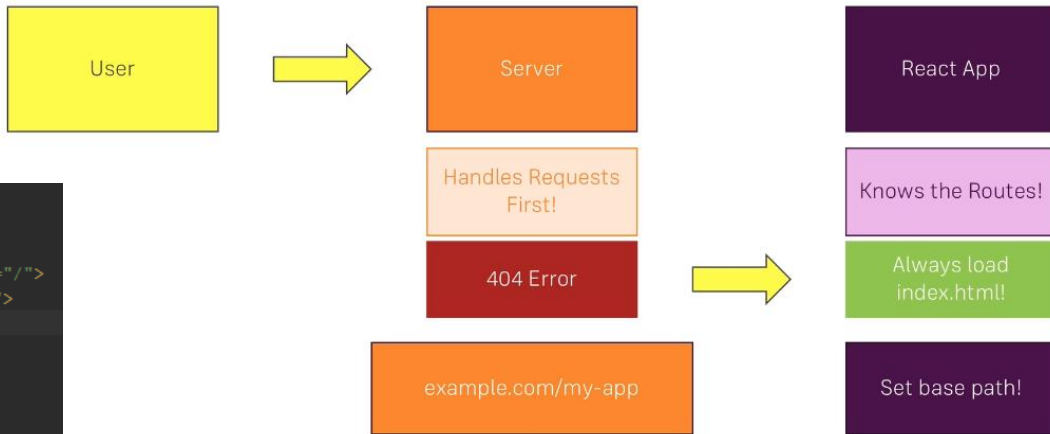 User
Server
React App
Handles Requests
First!
Knows the Routes!
="/">
">
404 Error
Always load
index.html!
example.com/my-app
Set base path!